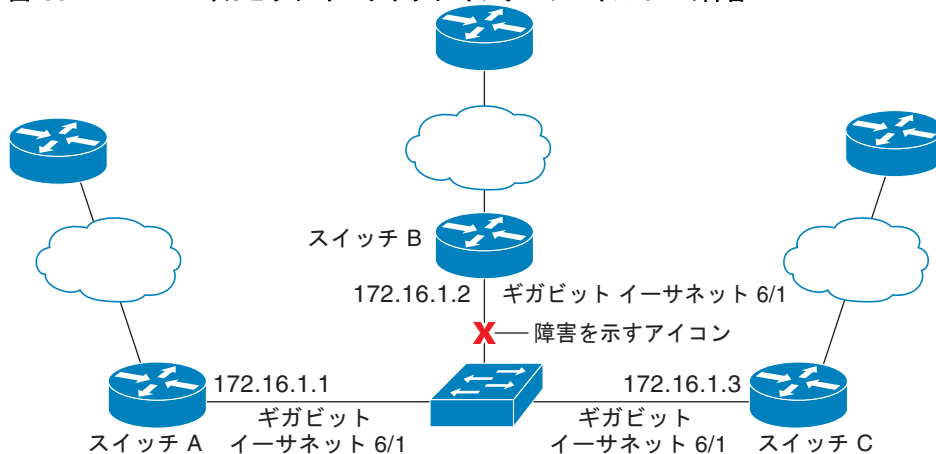 スイッチ B
172.16.1.2 ギガビット イーサネット 6/1
障害を示すアイコン
172.16.1.1
172.16.1.3
ギガビット
イーサネット 6/1
ギガビット
イーサネット 6/1
スイッチ A
スイッチ C